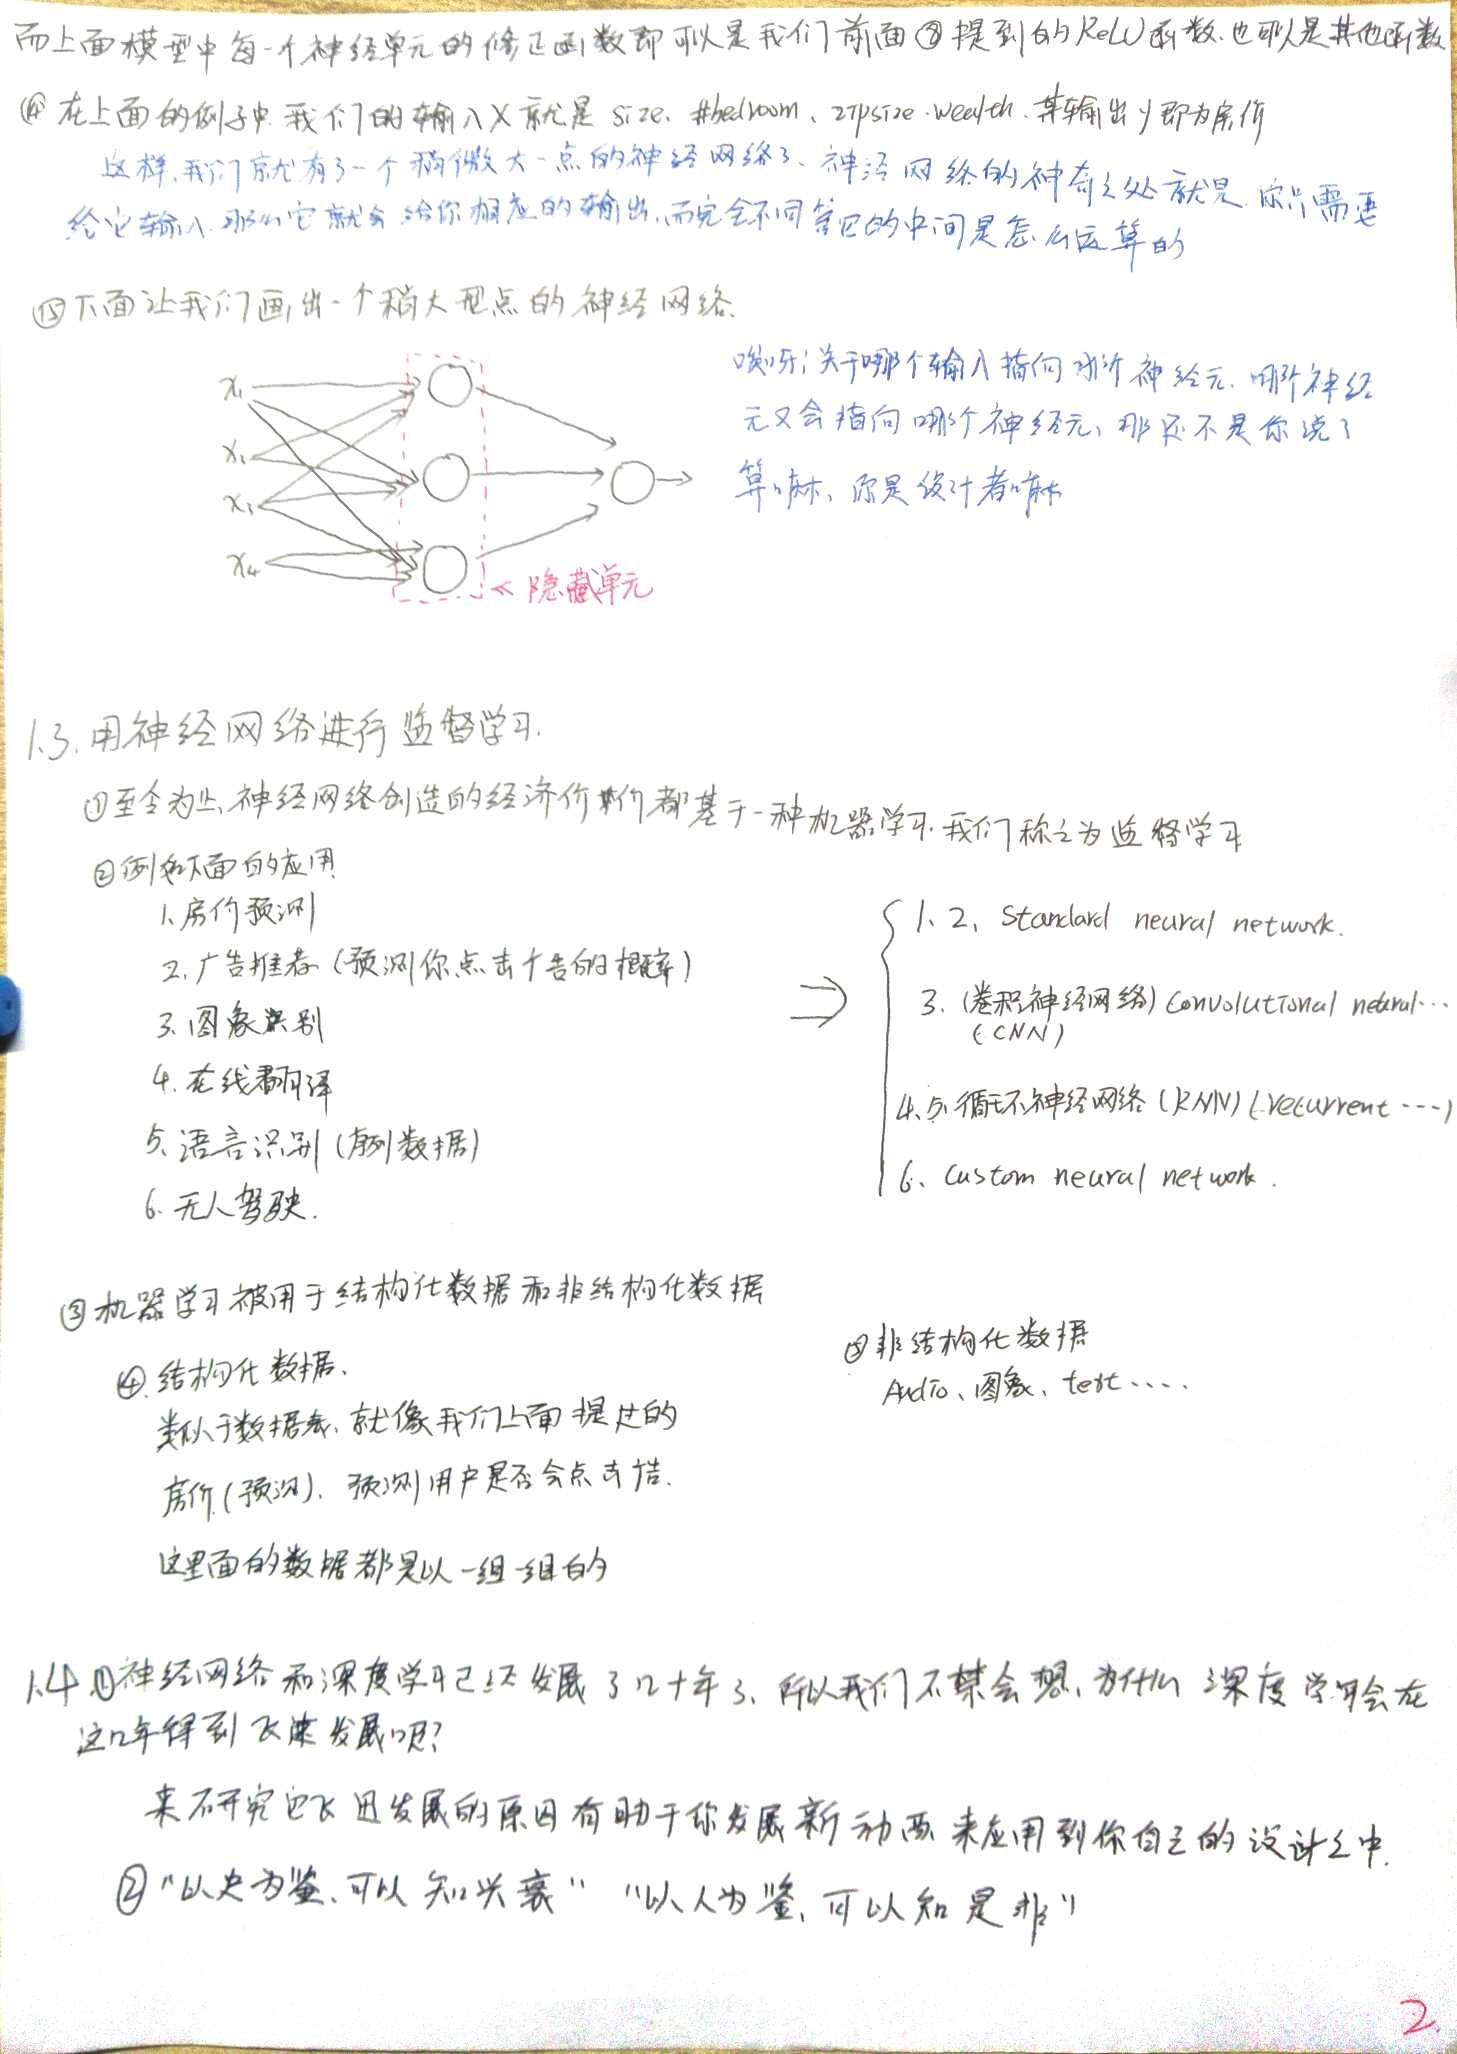 而上面模型中每一个神经单元的修正函数即可以是我们前面⑧提到的ReLU函数、也可以是其他函数
⑭ 在上面的例子中、我们的输入X就是size、#bedroom、zipsize、wealth、其输出y即为房价
这样、我们就有了一个稍微大一点的神经网络了、神经网络的神奇之处就是、你只需要
给它输入、那么它就会给你相应的输出、而完全不同等它的中间是怎么运算的
⑮下面让我们画出一个稍大型点的神经网络.
哎呀;关于哪个输入指向哪个神经元、哪个神经
元又会指向哪个神经元、那还不是你说了
算嘛、你是设计者嘛
x₁
x₂
x₃
x₄
隐藏单元
1.3. 用神经网络进行监督学习.
①至今为止、神经网络创造的经济价价都基于一种机器学习、我们称之为监督学习
②例如下面的应用
1、房价预测
2、广告推荐(预测你点击广告的概率)
3、图象识别
4、在线翻译
5、语言识别(序列数据)
6、无人驾驶.
⇒
1、2、Standard neural network.
3、(卷积神经网络) Convolutional neural…
(CNN)
4、5、循环神经网络(RNN)(recurrent ….)
6、Custom neural network.
③机器学习被用于结构化数据和非结构化数据
④.结构化数据、
类似于数据表、就像我们上面提过的
房价(预测)、预测用户是否会点击广告.
这里面的数据都是以一组一组的
⑤非结构化数据
Audio、图象、text…..
1.4 ①神经网络和深度学习已经发展了几十年了、所以我们不禁会想、为什么深度学习会在
这几年得到飞速发展呢?
来研究它飞迅发展的原因有助于你发展新动西来应用到你自己的设计之中.
②"以史为鉴、可以知兴衰" "以人为鉴、可以知是非"
2.